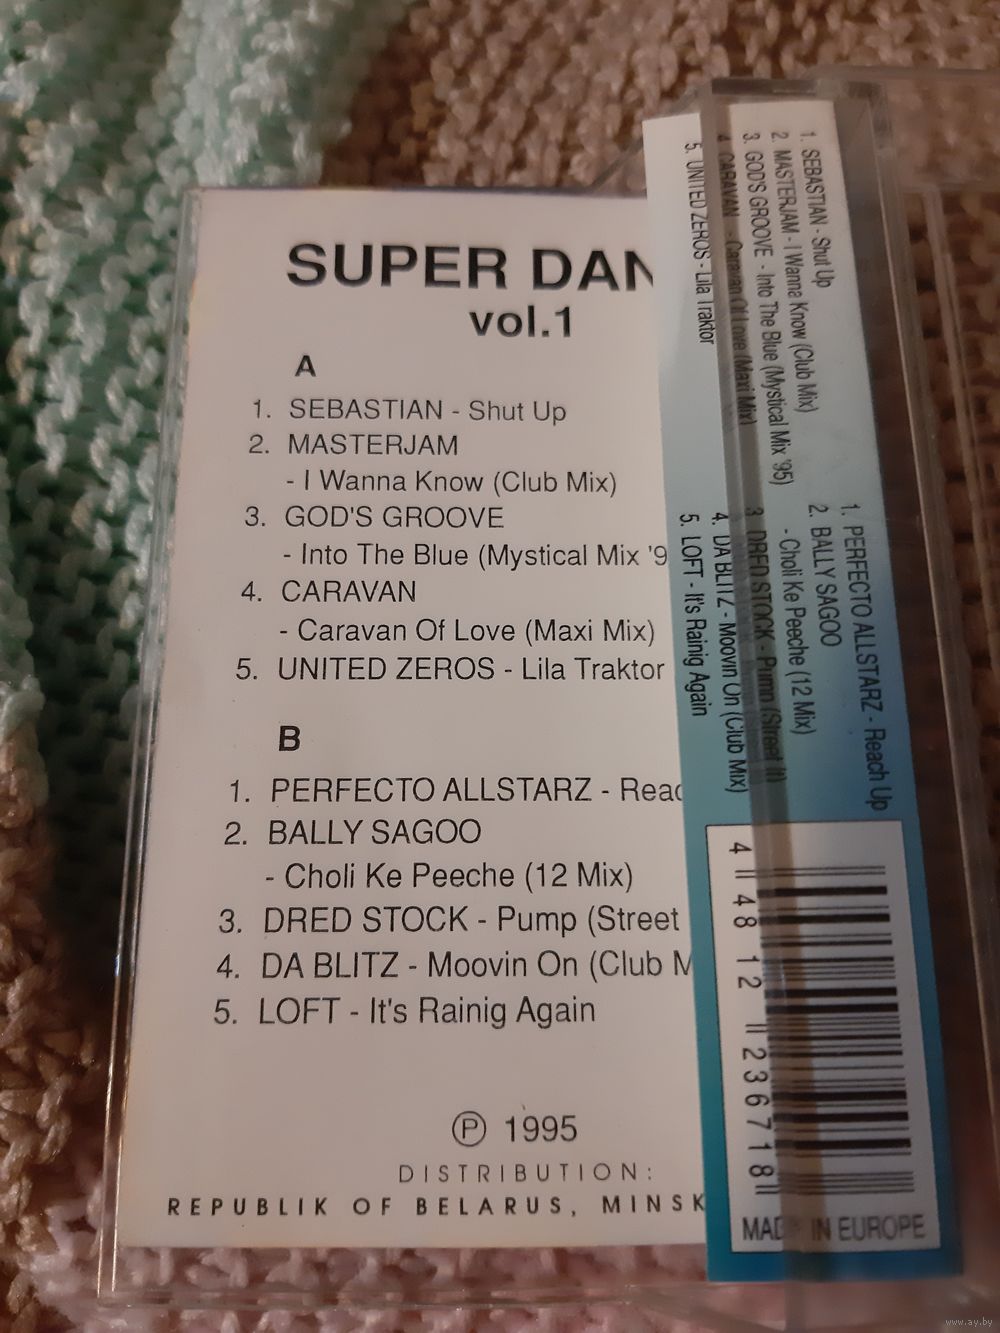 SUPER DAN
vol.1
A
1. SEBASTIAN - Shut Up
2. MASTERJAM
- I Wanna Know (Club Mix)
3. GOD'S GROOVE
- Into The Blue (Mystical Mix '9
4. CARAVAN
- Caravan Of Love (Maxi Mix)
5. UNITED ZEROS - Lila Traktor
B
1. PERFECTO ALLSTARZ - Reac
2. BALLY SAGOO
- Choli Ke Peeche (12 Mix)
3. DRED STOCK - Pump (Street
4. DA BLITZ - Moovin On (Club M
5. LOFT - It's Rainig Again
Ⓟ 1995
DISTRIBUTION:
REPUBLIK OF BELARUS, MINSK
1. SEBASTIAN - Shut Up
2. MASTERJAM - I Wanna Know (Club Mix)
3. GOD'S GROOVE - Into The Blue (Mystical Mix '95)
4. CARAVAN - Caravan Of Love (Maxi Mix)
5. UNITED ZEROS - Lila Traktor
1. PERFECTO ALLSTARZ - Reach Up
2. BALLY SAGOO
- Choli Ke Peeche (12 Mix)
3. DRED STOCK - (Street
4. DA BLITZ - Moovin On (Club Mix)
5. LOFT - It's Rainig Again
4 48 12 236718
MADE IN EUROPE
www.ay.by